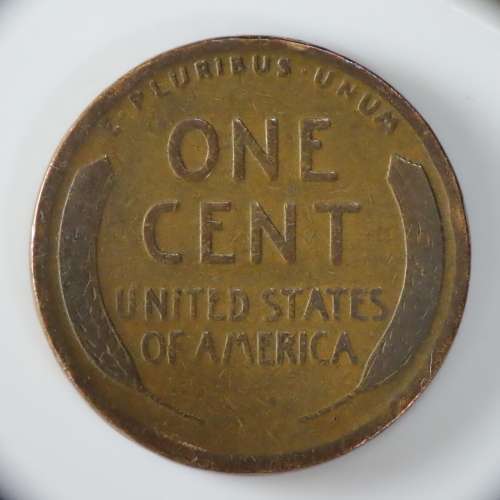 E PLURIBUS · UNUM
ONE
CENT
UNITED STATES
OF AMERICA